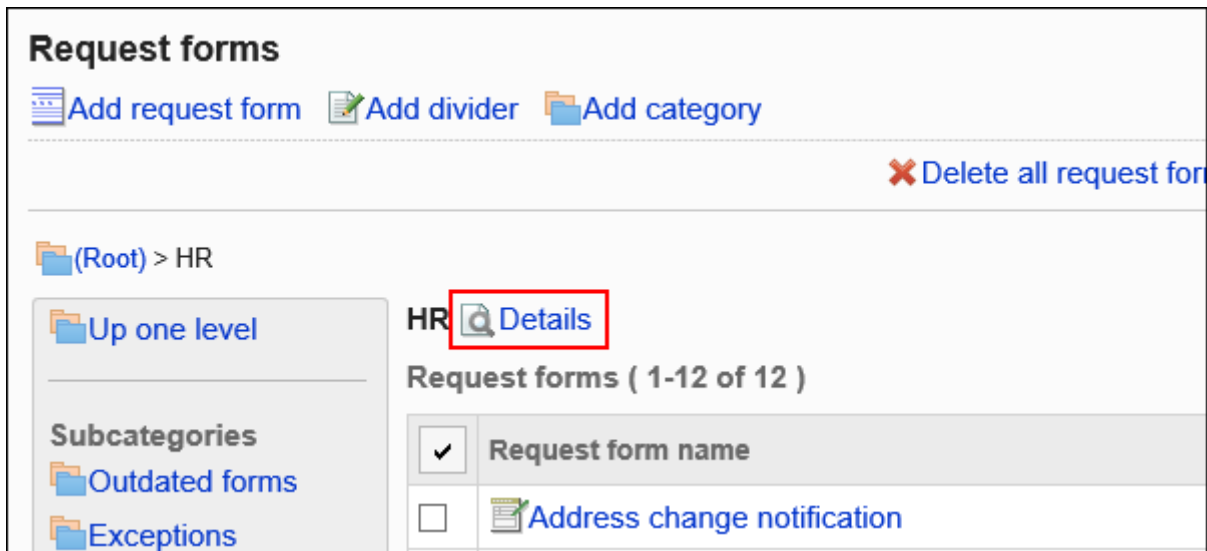 Request forms
Add request form Add divider Add category
Delete all request for
(Root) > HR
Up one level
Subcategories
Outdated forms
Exceptions
HR Details
Request forms ( 1-12 of 12 )
Request form name
Address change notification